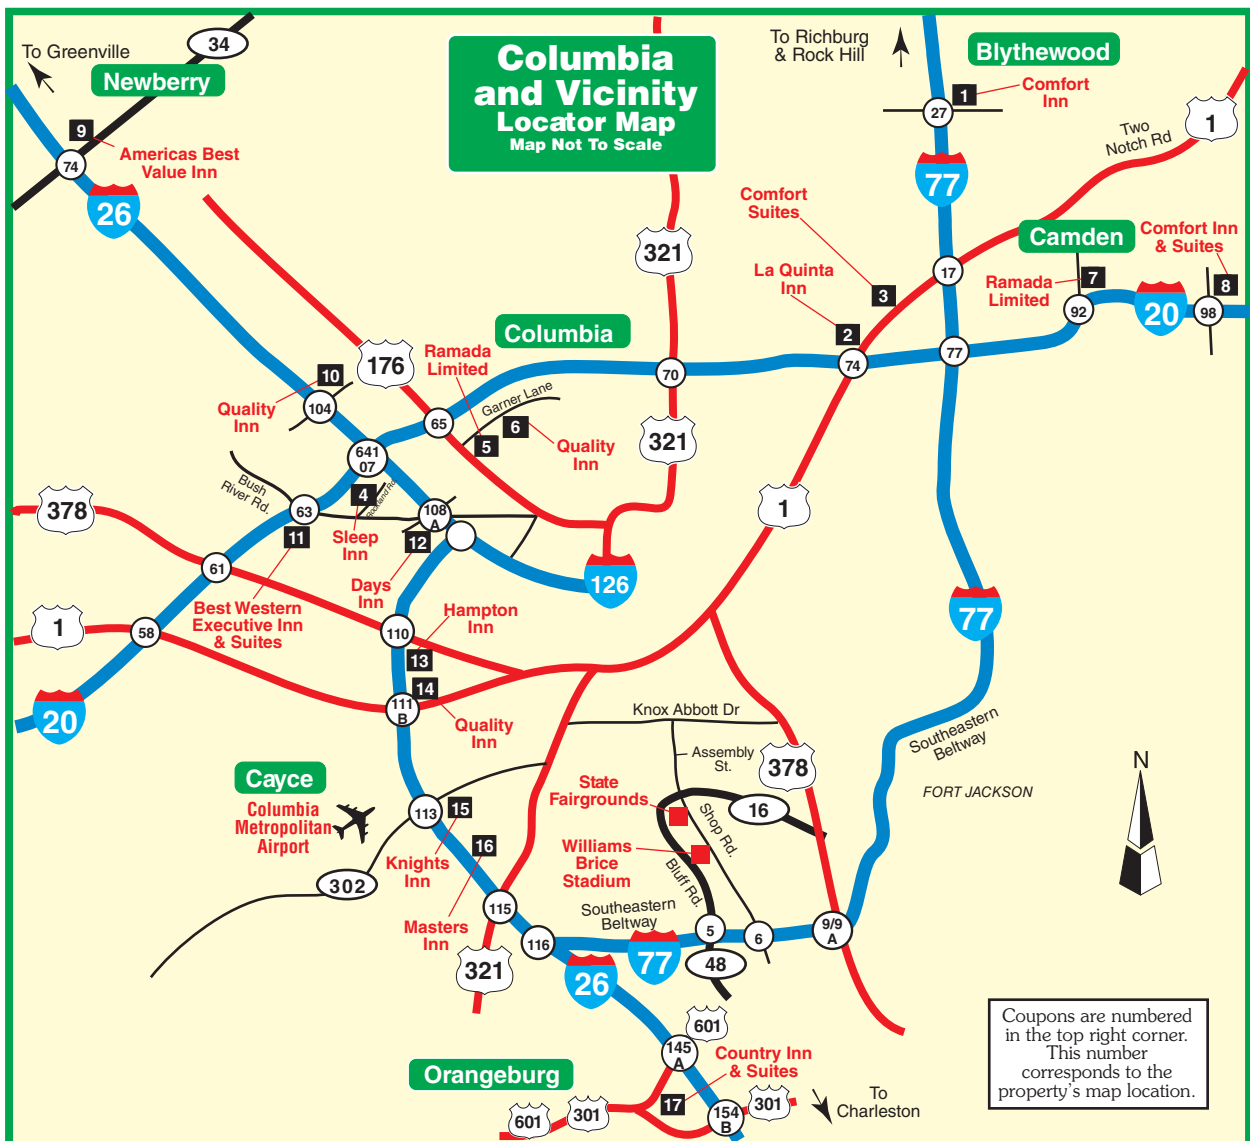 Columbia
and Vicinity
Locator Map
Map Not To Scale
To Greenville
34
Newberry
9
74
Americas Best
Value Inn
26
To Richburg
& Rock Hill
Blythewood
1
Comfort
Inn
27
77
Two
Notch Rd
1
321
Comfort
Suites
La Quinta
Inn
3
2
17
Camden
Comfort Inn
& Suites
Ramada
Limited
7
8
92
20
98
Columbia
176
Ramada
Limited
70
74
77
10
Quality
Inn
104
65
Garner Lane
5
6
Quality
Inn
321
641
07
Bush
River Rd.
4
Rockland Rd.
378
63
108
A
1
11
Sleep
Inn
12
126
61
Days
Inn
Best Western
Executive Inn
& Suites
Hampton
Inn
77
1
58
110
13
14
111
B
20
Quality
Inn
Knox Abbott Dr
Assembly
St.
Southeastern
Beltway
378
N
Cayce
Columbia
Metropolitan
Airport
State
Fairgrounds
16
FORT JACKSON
113
15
Shop Rd.
16
Knights
Inn
Williams
Brice
Stadium
Bluff Rd.
302
115
Masters
Inn
Southeastern
Beltway
5
6
9/9
A
116
321
26
77
48
601
145
A
Country Inn
& Suites
Orangeburg
17
601
301
154
B
301
To
Charleston
Coupons are numbered
in the top right corner.
This number
corresponds to the
property's map location.